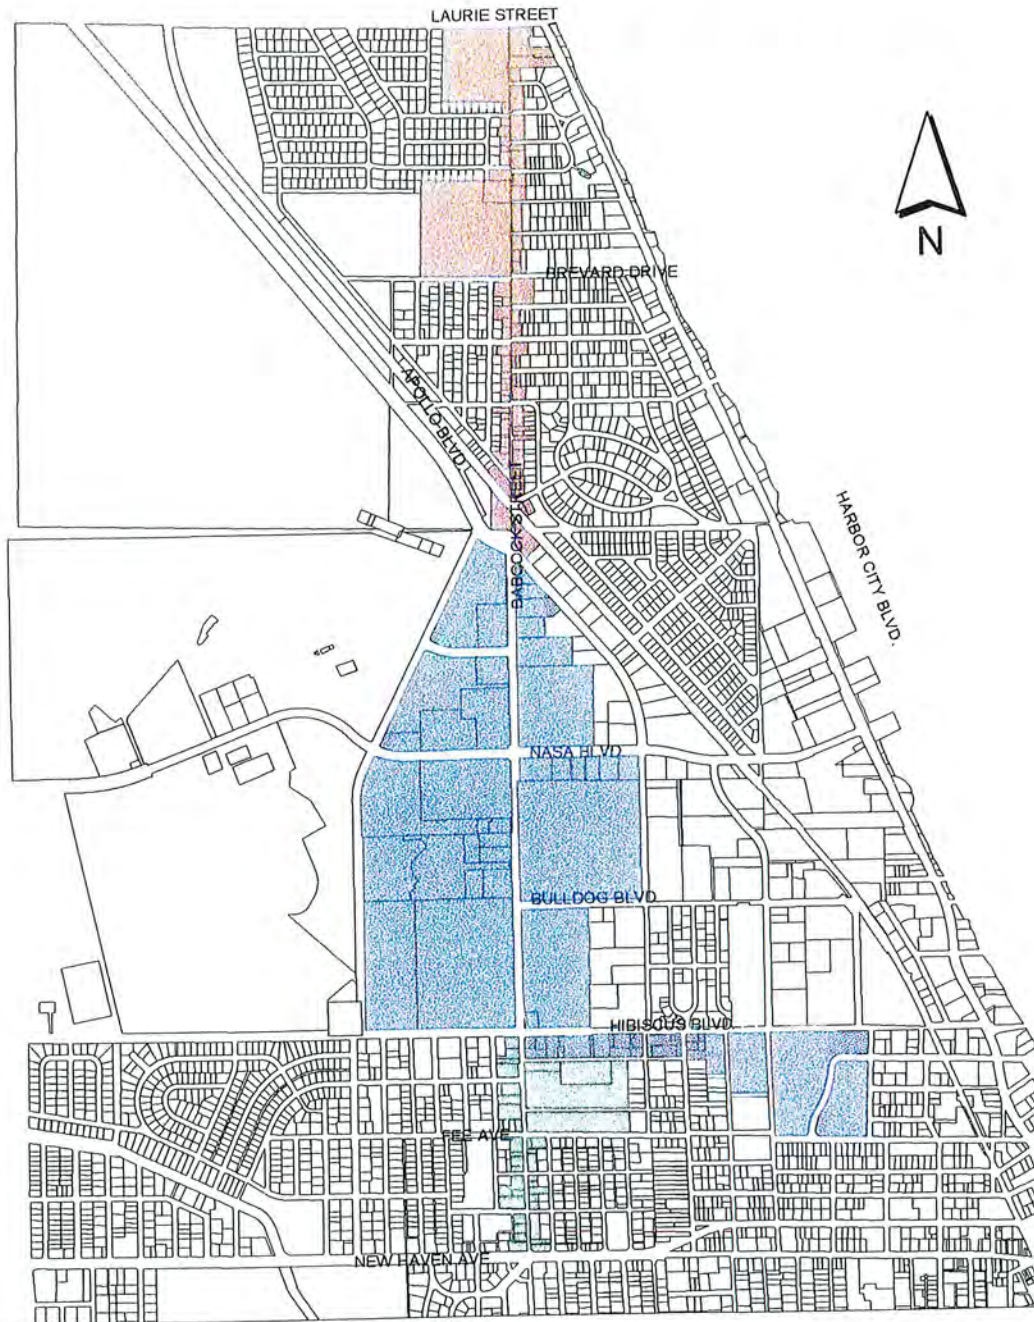 LAURIE STREET
N
BREVARD DRIVE
APOLLO BLVD.
BABCOCK STREET
HARBOR CITY BLVD.
NASA BLVD
BULLDOG BLVD
HIBISCUS BLVD
FEE AVE
NEW HAVEN AVE